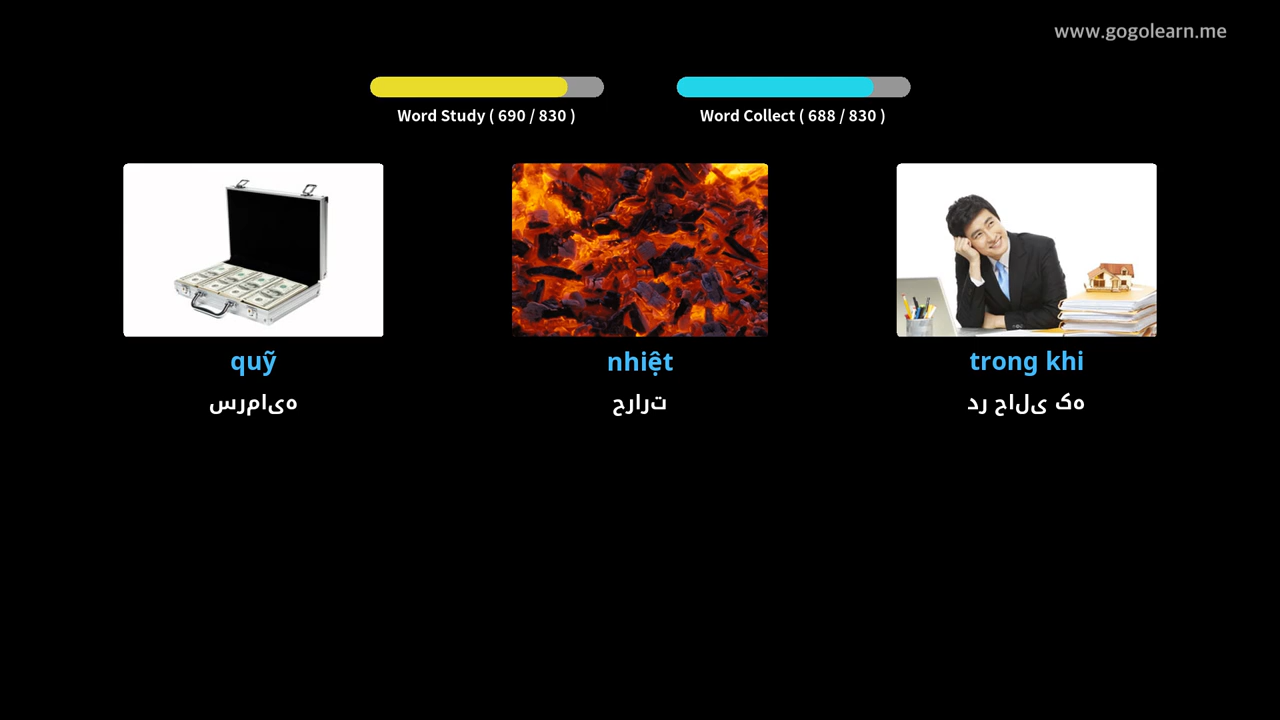 www.gogolearn.me
Word Study ( 690 / 830 )
Word Collect ( 688 / 830 )
quỹ
nhiệt
trong khi
سرمایه
حرارت
در حالی که